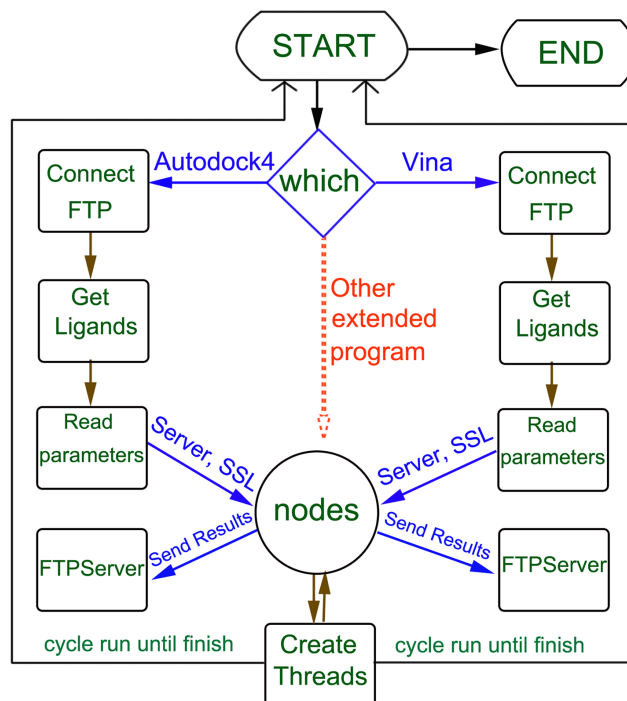 START
END
Autodock4
which
Vina
Connect
FTP
Connect
FTP
Get
Ligands
Other
extended
program
Get
Ligands
Read
parameters
Server, SSL
Server, SSL
Read
parameters
nodes
FTPServer
Send Results
Send Results
FTPServer
cycle run until finish
Create
Threads
cycle run until finish